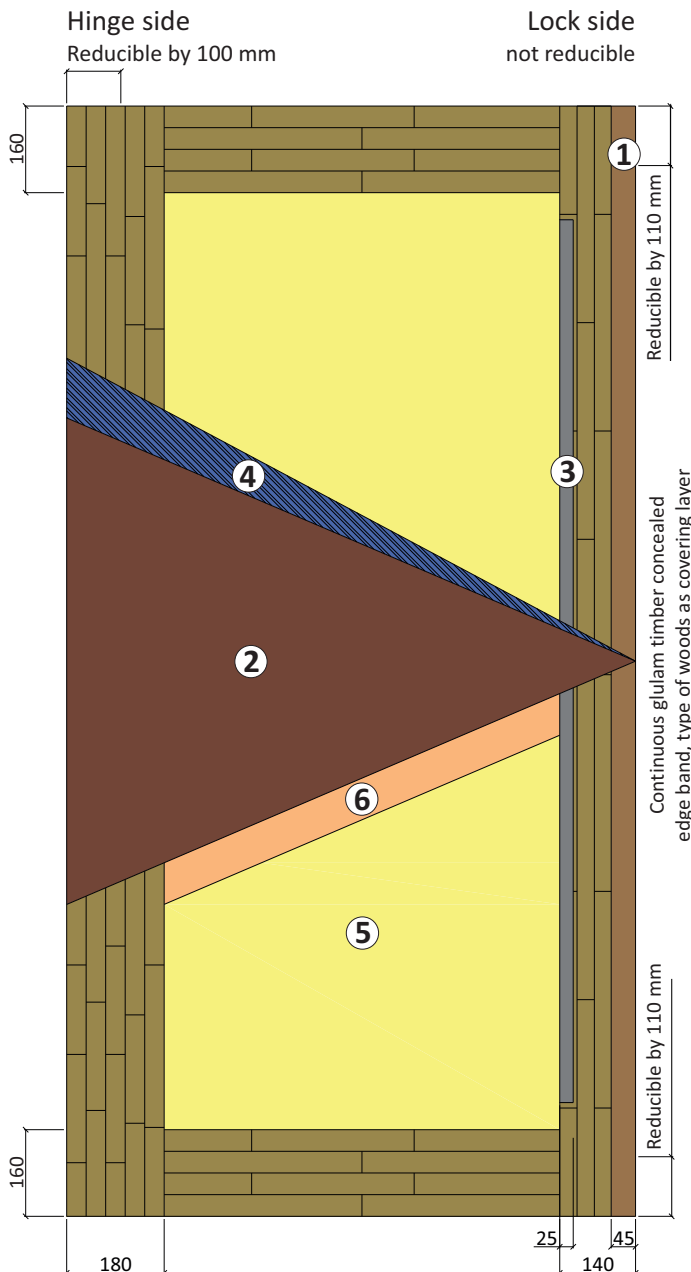 Hinge side
Reducible by 100 mm
Lock side
not reducible
160
1
Reducible by 110 mm
4
3
2
Continuous glulam timber concealed
edge band, type of woods as covering layer
6
5
Reducible by 110 mm
160
25
45
180
140